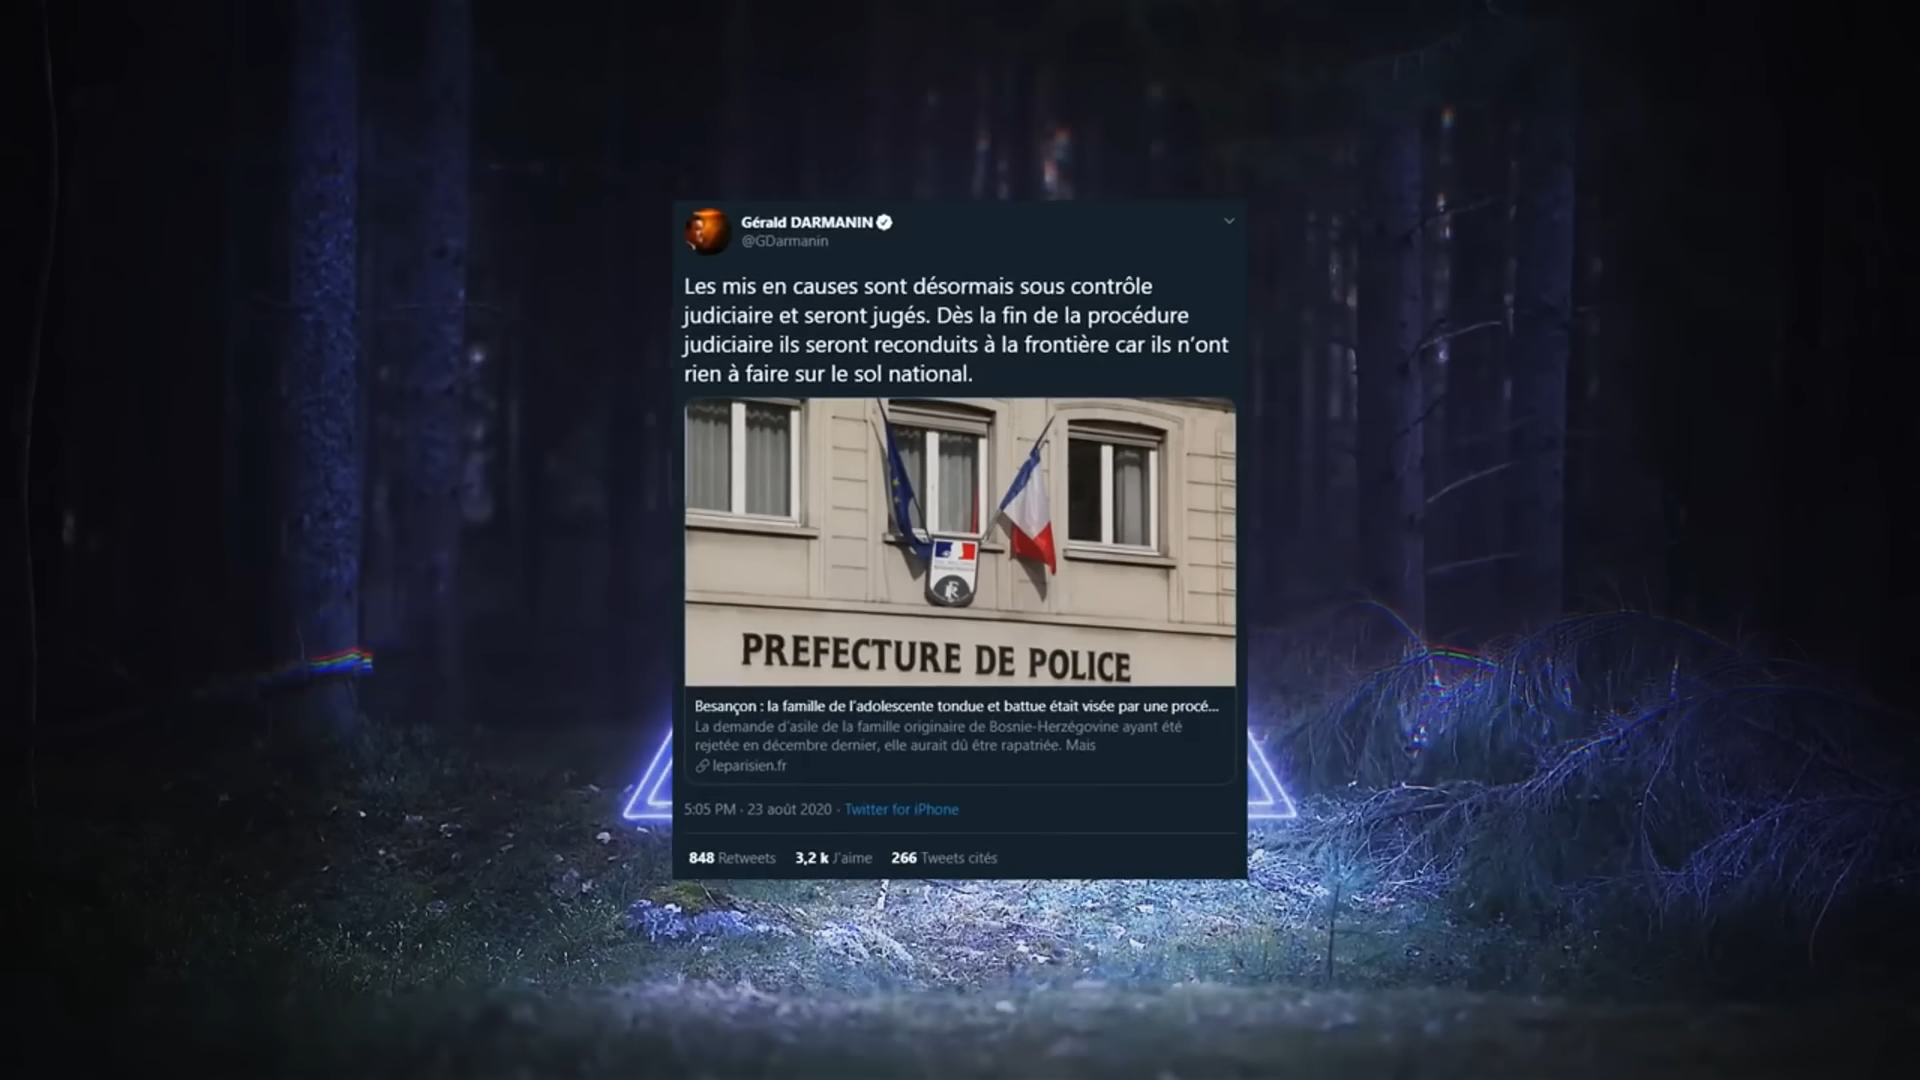 Gérald DARMANIN
@GDarmanin
Les mis en causes sont désormais sous contrôle
judiciaire et seront jugés. Dès la fin de la procédure
judiciaire ils seront reconduits à la frontière car ils n’ont
rien à faire sur le sol national.
RF
PREFECTURE DE POLICE
Besançon : la famille de l’adolescente tondue et battue était visée par une procé...
La demande d’asile de la famille originaire de Bosnie-Herzégovine ayant été
rejetée en décembre dernier, elle aurait dû être rapatriée. Mais
leparisien.fr
5:05 PM · 23 août 2020 · Twitter for iPhone
848 Retweets 3,2 k J’aime 266 Tweets cités